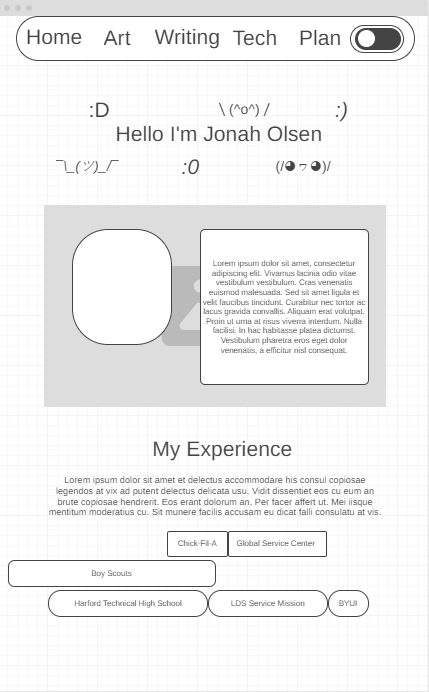 Home Art Writing Tech Plan
:D \ (^o^) / :)
Hello I'm Jonah Olsen
¯\_(ツ)_/¯ :0 (/◕ヮ◕)/
Lorem ipsum dolor sit amet, consectetur
adipiscing elit. Vivamus lacinia odio vitae
vestibulum vestibulum. Cras venenatis
euismod malesuada. Sed sit amet ligula et
velit faucibus tincidunt. Curabitur nec tortor ac
lacus gravida convallis. Aliquam erat volutpat.
Proin ut urna at risus viverra interdum. Nulla
facilisi. In hac habitasse platea dictumst.
Vestibulum pharetra eros eget dolor
venenatis, a efficitur nisl consequat.
My Experience
Lorem ipsum dolor sit amet et delectus accommodare his consul copiosae
legendos at vix ad putent delectus delicata usu. Vidit dissentiet eos cu eum an
brute copiosae hendrerit. Eos erant dolorum an. Per facer affert ut. Mei iisque
mentitum moderatius cu. Sit munere facilis accusam eu dicat falli consulatu at vis.
Chick-Fil-A Global Service Center
Boy Scouts
Harford Technical High School LDS Service Mission BYUI